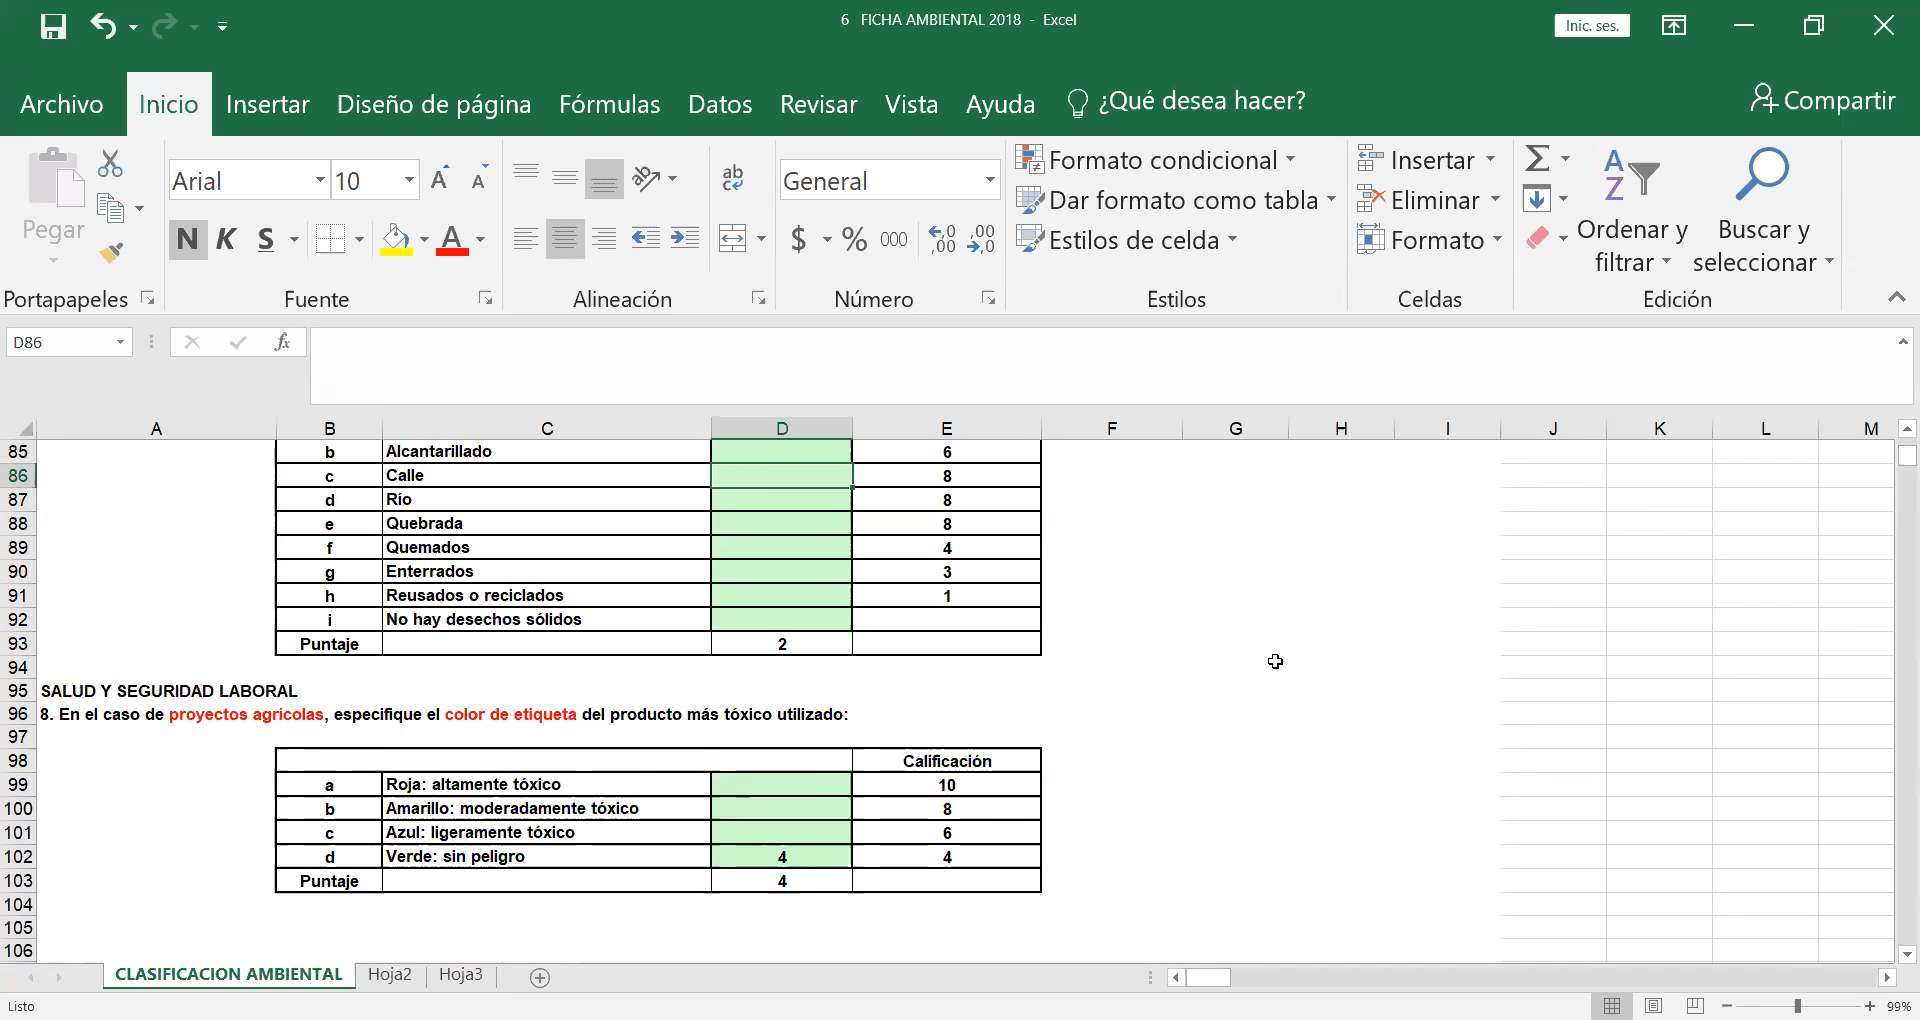 6 FICHA AMBIENTAL 2018 - Excel
Inic. ses.
Archivo Inicio Insertar Diseño de página Fórmulas Datos Revisar Vista Ayuda ¿Qué desea hacer? Compartir
Pegar
Portapapeles
Arial 10
N K S A
Fuente
ab
c
Alineación
General
$ % 000 ,00
Número
Formato condicional
Dar formato como tabla
Estilos de celda
Estilos
Insertar
Eliminar
Formato
Celdas
Σ
A
Z
Ordenar y
filtrar
Buscar y
seleccionar
Edición
D86 fx
A B C D E F G H I J K L M
85 b Alcantarillado 6
86 c Calle 8
87 d Río 8
88 e Quebrada 8
89 f Quemados 4
90 g Enterrados 3
91 h Reusados o reciclados 1
92 i No hay desechos sólidos
93 Puntaje 2
94
95 SALUD Y SEGURIDAD LABORAL
96 8. En el caso de proyectos agrícolas, especifique el color de etiqueta del producto más tóxico utilizado:
97
98 Calificación
99 a Roja: altamente tóxico 10
100 b Amarillo: moderadamente tóxico 8
101 c Azul: ligeramente tóxico 6
102 d Verde: sin peligro 4 4
103 Puntaje 4
104
105
106
CLASIFICACION AMBIENTAL Hoja2 Hoja3
Listo
99%